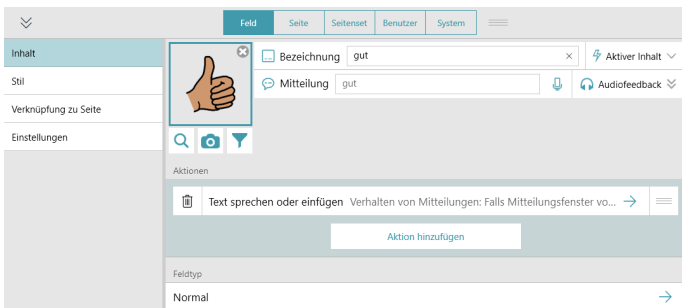 Feld Seite Seitenset Benutzer System
Inhalt
Stil
Verknüpfung zu Seite
Einstellungen
Bezeichnung gut × Aktiver Inhalt
Mitteilung gut Audiofeedback
Aktionen
Text sprechen oder einfügen Verhalten von Mitteilungen: Falls Mitteilungsfenster vo...
Aktion hinzufügen
Feldtyp
Normal